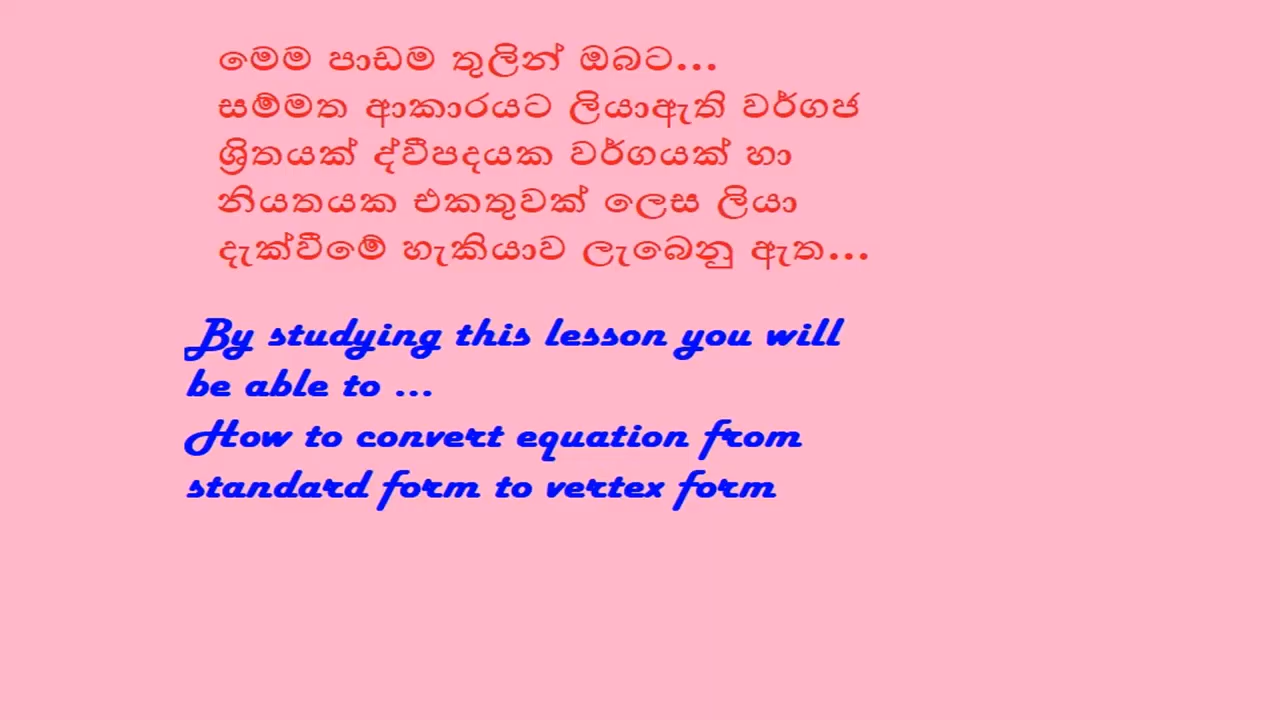 මෙම පාඩම තුලින් ඔබට...
සම්මත ආකාරයට ලියාඇති වර්ගජ
ශ්‍රිතයක් ද්වීපදයක වර්ගයක් හා
නියතයක එකතුවක් ලෙස ලියා
දැක්වීමේ හැකියාව ලැබෙනු ඇත...
By studying this lesson you will
be able to ...
How to convert equation from
standard form to vertex form